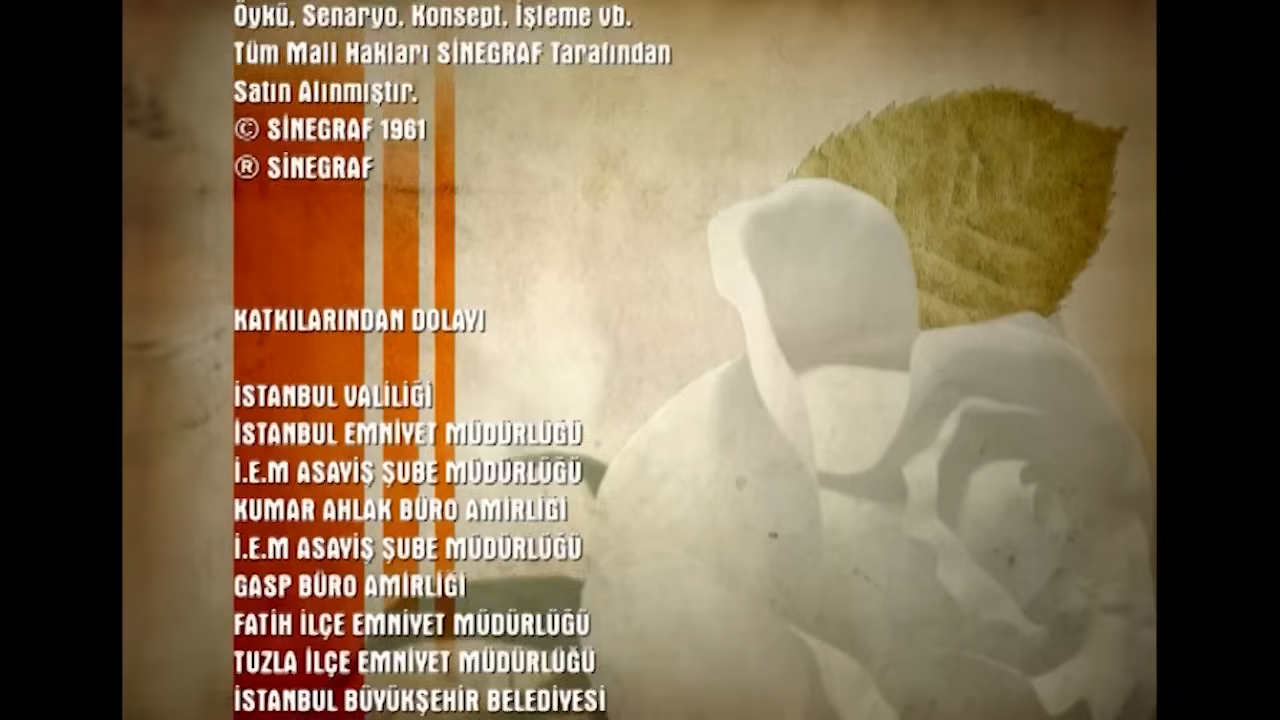 Öykü, Senaryo, Konsept, İşleme vb.
Tüm Mali Hakları SİNEGRAF Tarafından
Satın Alınmıştır.
© SİNEGRAF 1961
® SİNEGRAF
KATKILARINDAN DOLAYI
İSTANBUL VALİLİĞİ
İSTANBUL EMNİYET MÜDÜRLÜĞÜ
İ.E.M ASAYİŞ ŞUBE MÜDÜRLÜĞÜ
KUMAR AHLAK BÜRO AMİRLİĞİ
İ.E.M ASAYİŞ ŞUBE MÜDÜRLÜĞÜ
GASP BÜRO AMİRLİĞİ
FATİH İLÇE EMNİYET MÜDÜRLÜĞÜ
TUZLA İLÇE EMNİYET MÜDÜRLÜĞÜ
İSTANBUL BÜYÜKŞEHİR BELEDİYESİ